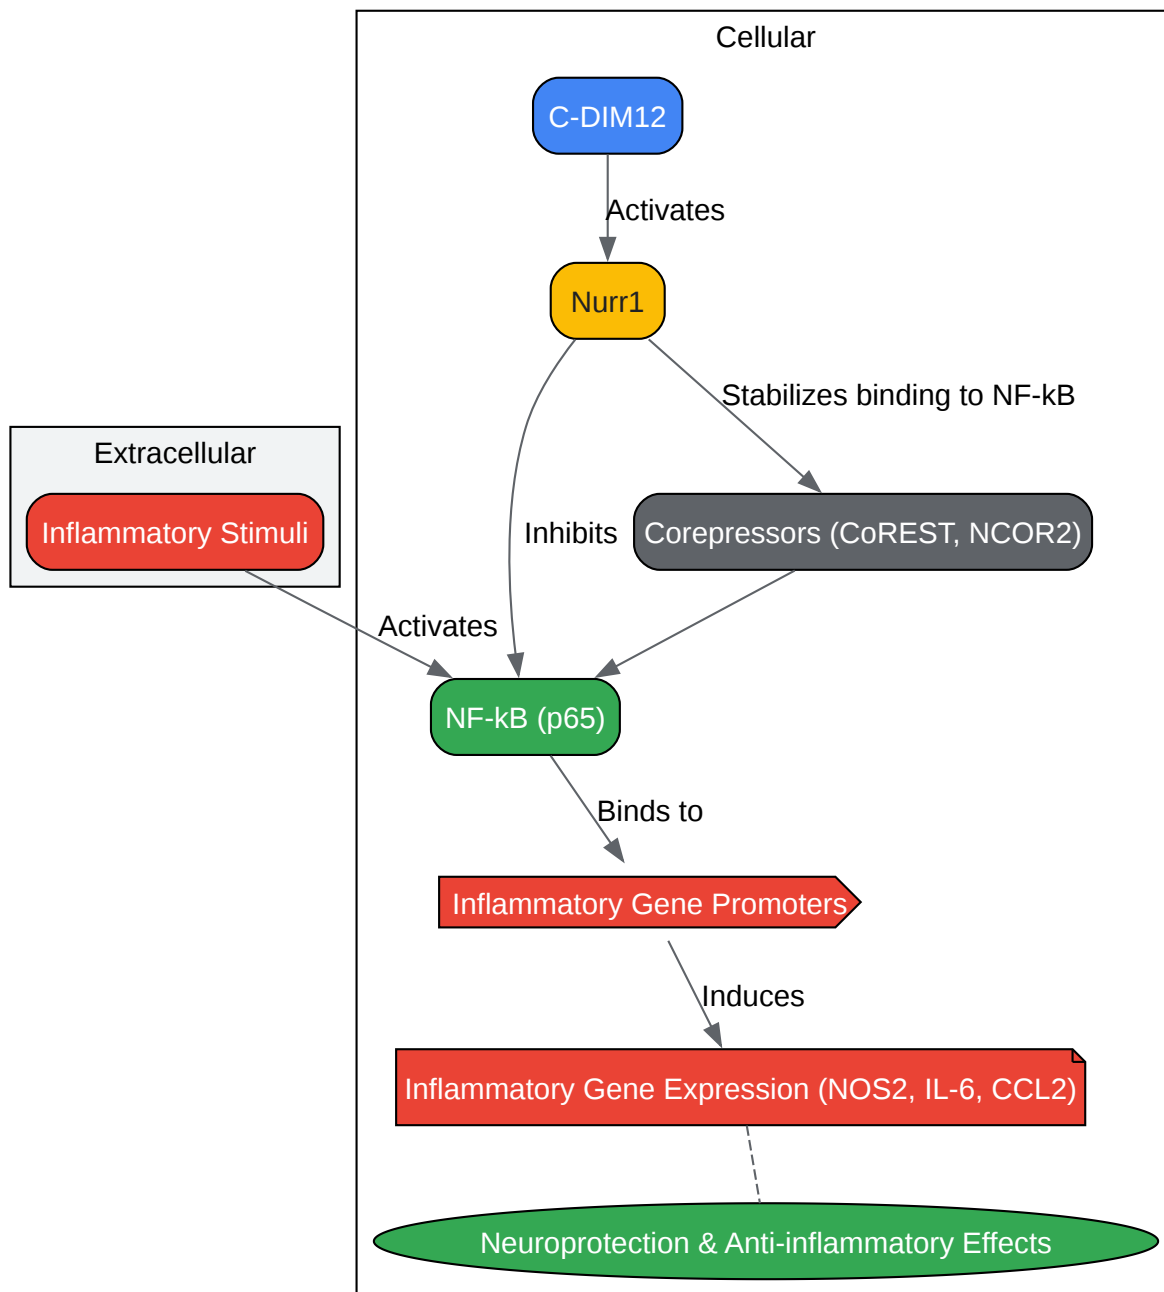 Cellular
C-DIM12
Activates
Nurr1
Stabilizes binding to NF-kB
Extracellular
Inflammatory Stimuli
Inhibits
Corepressors (CoREST, NCOR2)
Activates
NF-kB (p65)
Binds to
Inflammatory Gene Promoters
Induces
Inflammatory Gene Expression (NOS2, IL-6, CCL2)
Neuroprotection & Anti-inflammatory Effects